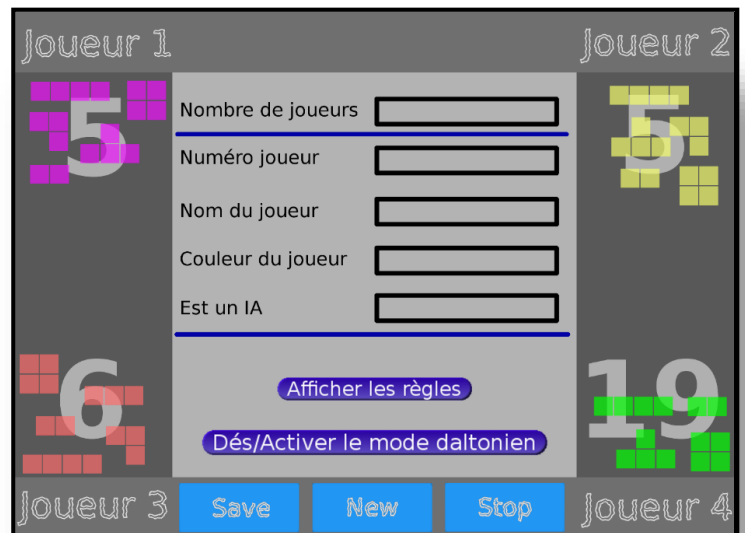 Joueur 1
Joueur 2
5
5
Nombre de joueurs
Numéro joueur
Nom du joueur
Couleur du joueur
Est un IA
6
19
Afficher les règles
Dés/Activer le mode daltonien
Joueur 3
Save
New
Stop
Joueur 4